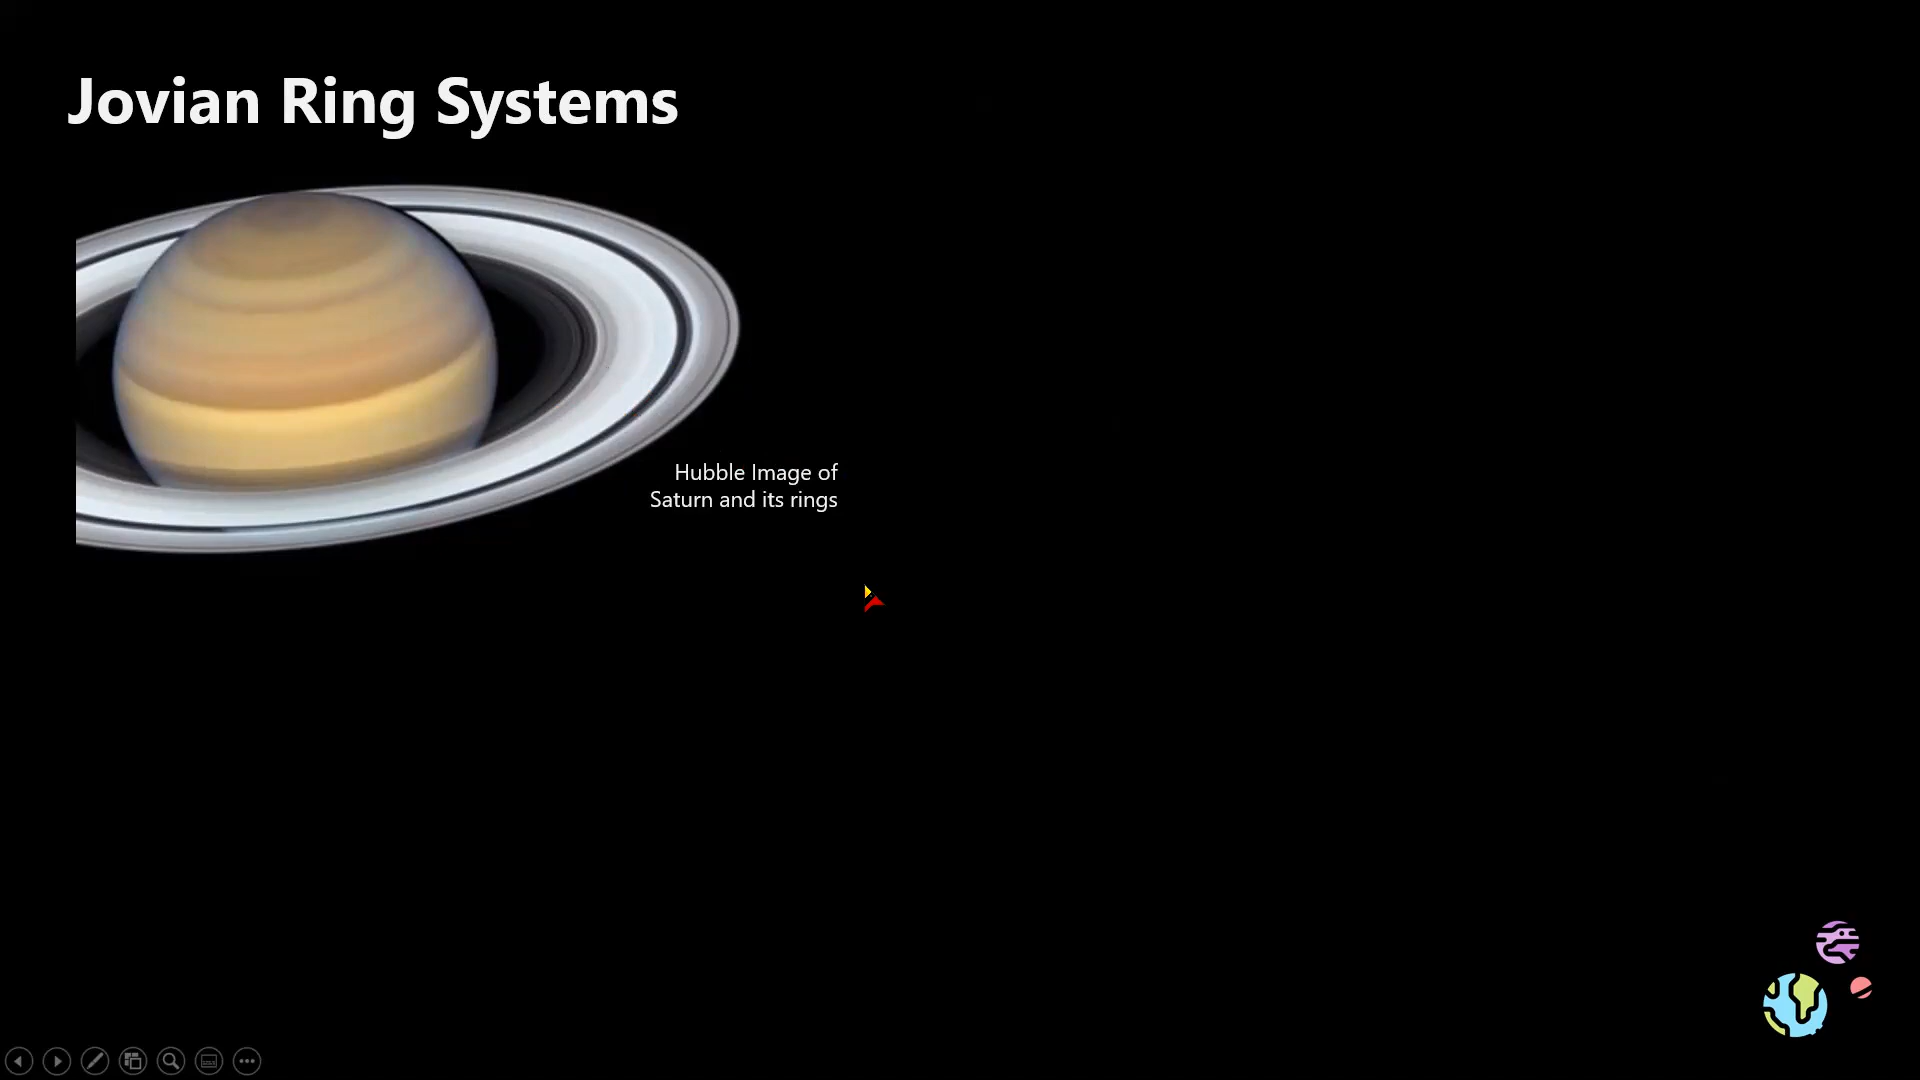 Jovian Ring Systems
Hubble Image of
Saturn and its rings